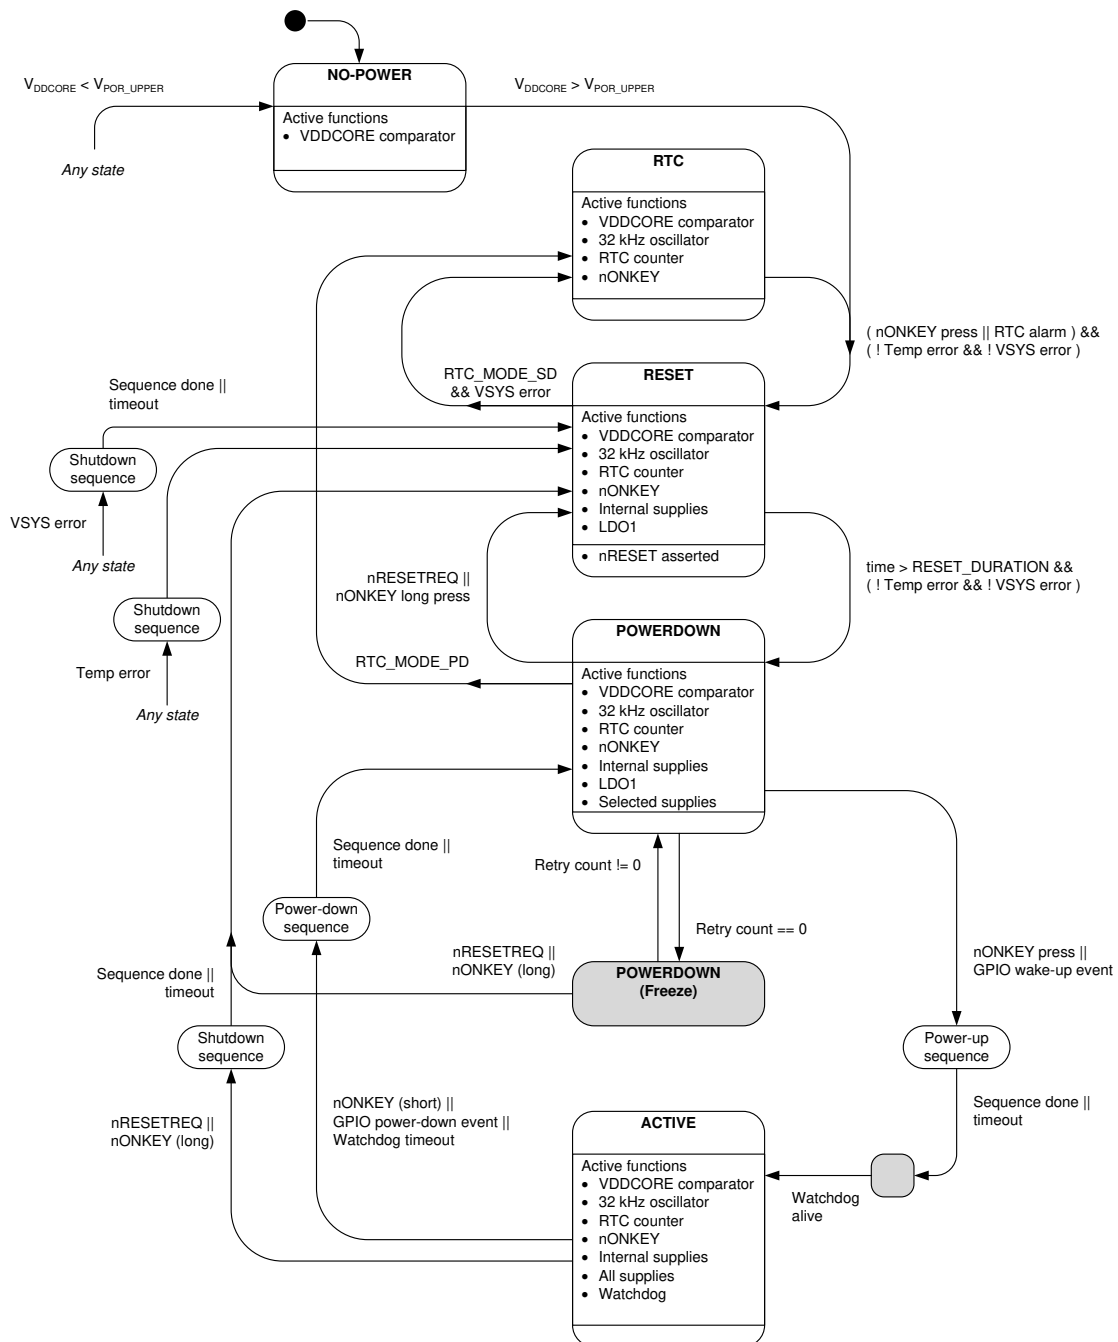 NO-POWER
V_DDCORE < V_POR_UPPER
V_DDCORE > V_POR_UPPER
Active functions
• VDDCORE comparator
Any state
RTC
Active functions
• VDDCORE comparator
• 32 kHz oscillator
• RTC counter
• nONKEY
( nONKEY press || RTC alarm ) &&
( ! Temp error && ! VSYS error )
RTC_MODE_SD
&& VSYS error
RESET
Sequence done ||
timeout
Active functions
• VDDCORE comparator
• 32 kHz oscillator
• RTC counter
• nONKEY
• Internal supplies
• LDO1
• nRESET asserted
Shutdown
sequence
VSYS error
Any state
nRESETREQ ||
nONKEY long press
time > RESET_DURATION &&
( ! Temp error && ! VSYS error )
Shutdown
sequence
Temp error
Any state
POWERDOWN
RTC_MODE_PD
Active functions
• VDDCORE comparator
• 32 kHz oscillator
• RTC counter
• nONKEY
• Internal supplies
• LDO1
• Selected supplies
Sequence done ||
timeout
Retry count != 0
Power-down
sequence
Retry count == 0
nRESETREQ ||
nONKEY (long)
POWERDOWN
(Freeze)
nONKEY press ||
GPIO wake-up event
Sequence done ||
timeout
Shutdown
sequence
Power-up
sequence
nONKEY (short) ||
GPIO power-down event ||
Watchdog timeout
nRESETREQ ||
nONKEY (long)
Sequence done ||
timeout
ACTIVE
Active functions
• VDDCORE comparator
• 32 kHz oscillator
• RTC counter
• nONKEY
• Internal supplies
• All supplies
• Watchdog
Watchdog
alive